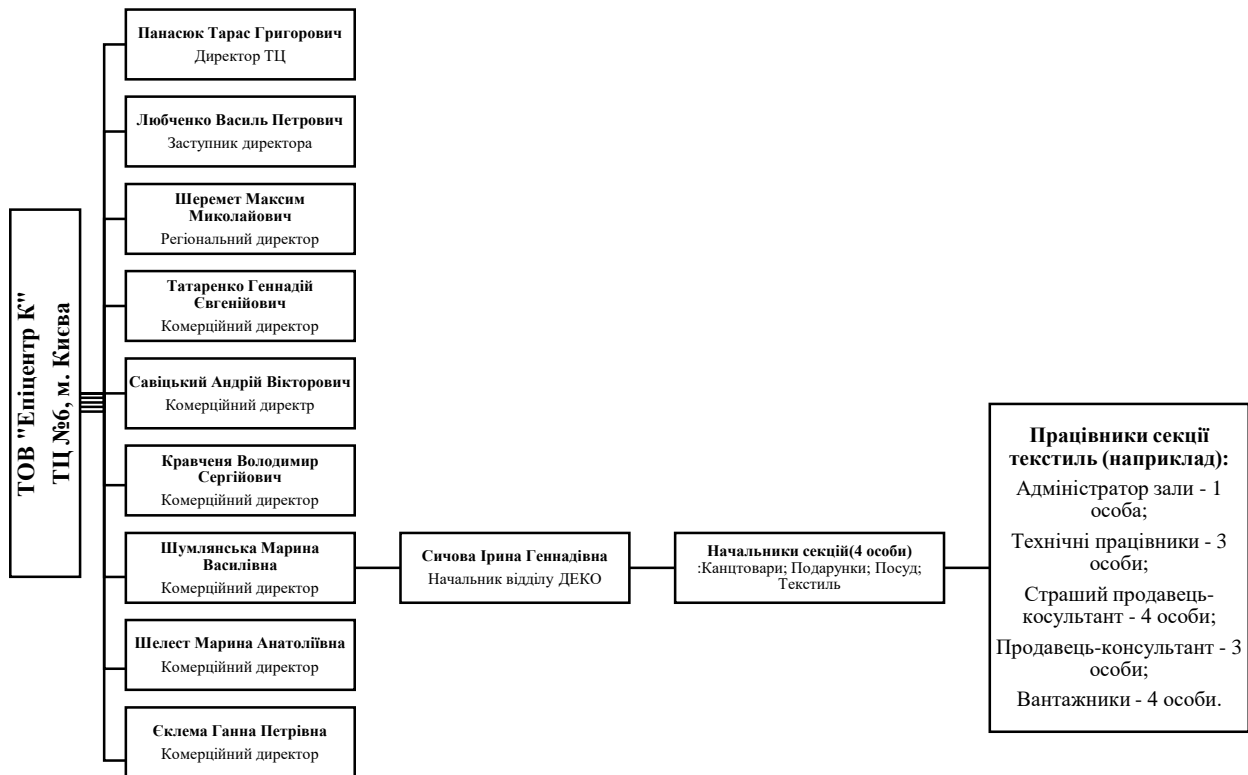 ТОВ "Епіцентр К"
ТЦ №6, м. Києва
Панасюк Тарас Григорович
Директор ТЦ
Любченко Василь Петрович
Заступник директора
Шеремет Максим
Миколайович
Регіональний директор
Татаренко Геннадій
Євгенійович
Комерційний директор
Савіцький Андрій Вікторович
Комерційний директр
Кравченя Володимир
Сергійович
Комерційний директор
Шумлянська Марина
Василівна
Комерційний директор
Шелест Марина Анатоліївна
Комерційний директор
Єклема Ганна Петрівна
Комерційний директор
Сичова Ірина Геннадівна
Начальник відділу ДЕКО
Начальники секцій(4 особи)
:Канцтовари; Подарунки; Посуд;
Текстиль
Працівники секції
текстиль (наприклад):
Адміністратор зали - 1
особа;
Технічні працівники - 3
особи;
Страший продавець-
косультант - 4 особи;
Продавець-консультант - 3
особи;
Вантажники - 4 особи.